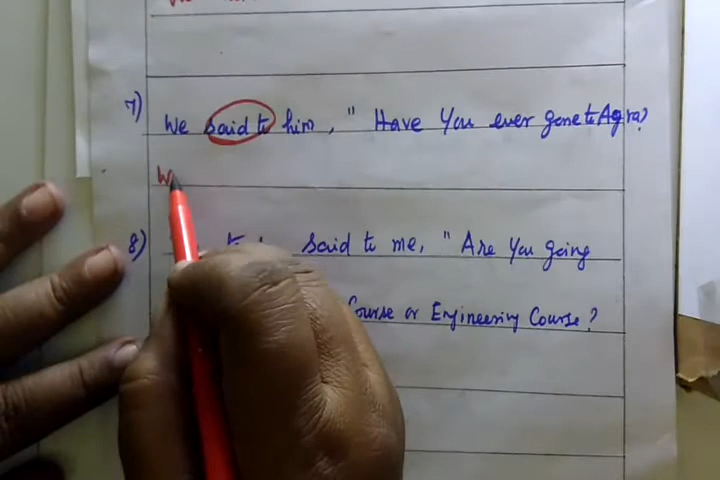 7) We said to him, " Have You ever gone to Agra?
W
8) said to me, " Are You going
Course or Engineering Course?